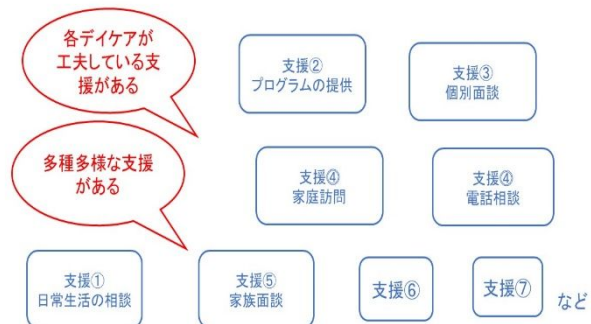 各デイケアが
工夫している支
援がある
支援②
プログラムの提供
支援③
個別面談
多種多様な支援
がある
支援④
家庭訪問
支援④
電話相談
支援①
日常生活の相談
支援⑤
家族面談
支援⑥
支援⑦
など